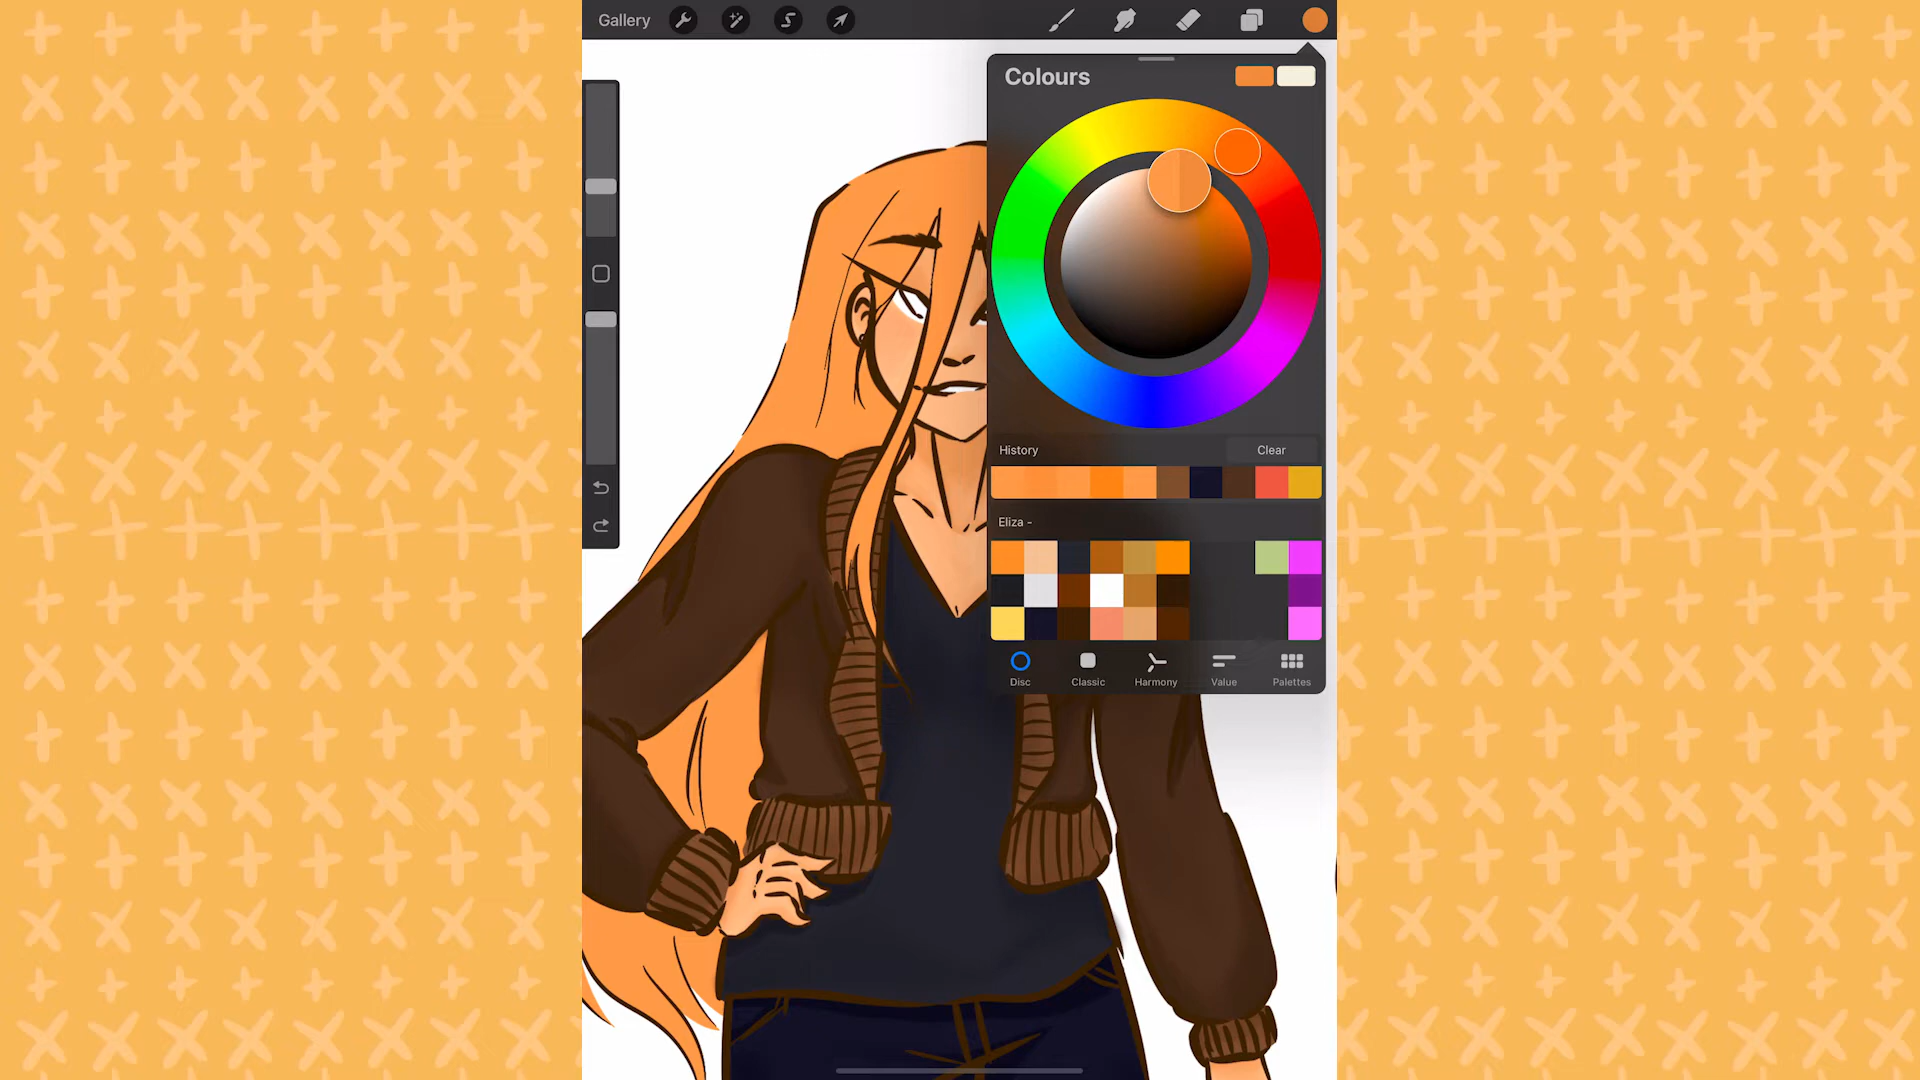 Gallery
Colours
History
Clear
Eliza -
Disc
Classic
Harmony
Value
Palettes